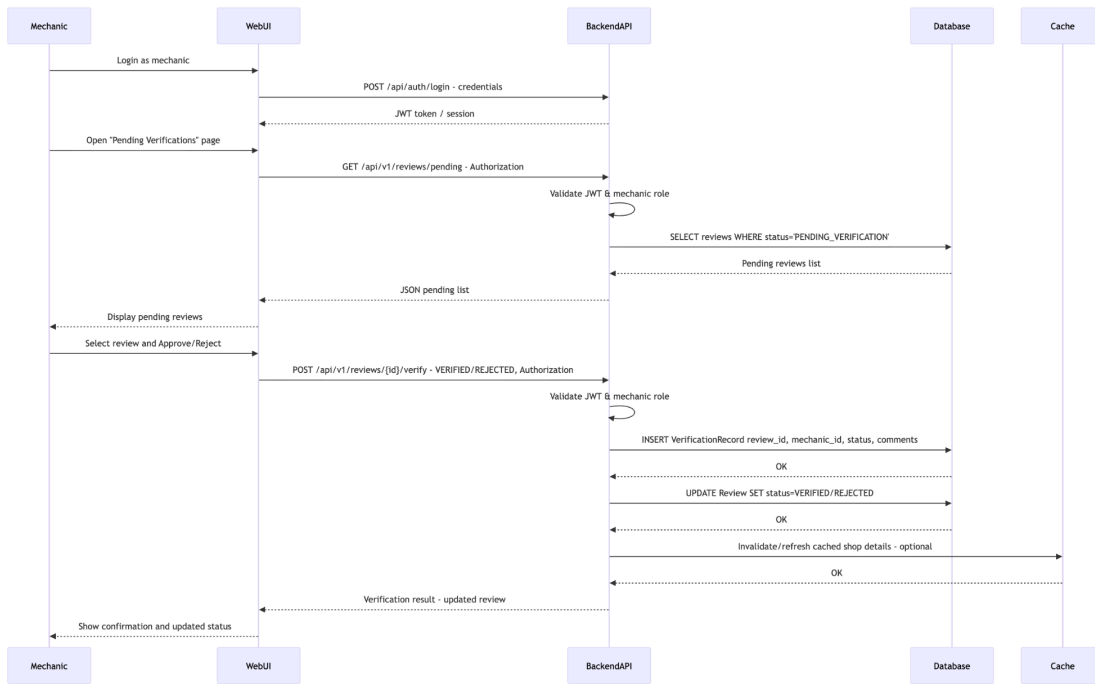 Mechanic WebUI BackendAPI Database Cache
Login as mechanic
POST /api/auth/login - credentials
JWT token / session
Open "Pending Verifications" page
GET /api/v1/reviews/pending - Authorization
Validate JWT & mechanic role
SELECT reviews WHERE status='PENDING_VERIFICATION'
Pending reviews list
JSON pending list
Display pending reviews
Select review and Approve/Reject
POST /api/v1/reviews/{id}/verify - VERIFIED/REJECTED, Authorization
Validate JWT & mechanic role
INSERT VerificationRecord review_id, mechanic_id, status, comments
OK
UPDATE Review SET status=VERIFIED/REJECTED
OK
Invalidate/refresh cached shop details - optional
OK
Verification result - updated review
Show confirmation and updated status
Mechanic WebUI BackendAPI Database Cache